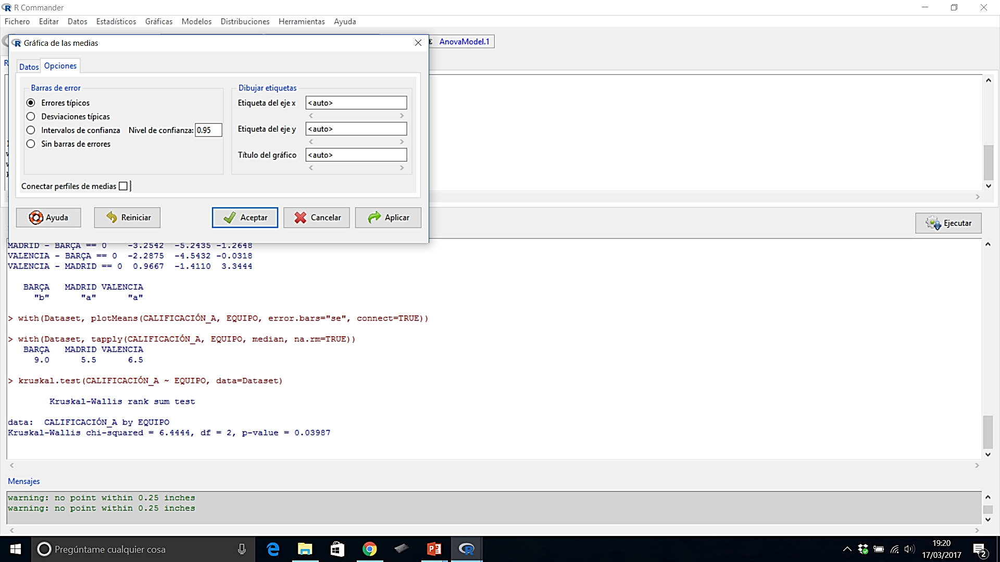 R Commander
Fichero Editar Datos Estadísticos Gráficas Modelos Distribuciones Herramientas Ayuda
Gráfica de las medias
Σ AnovaModel.1
Datos Opciones
Barras de error
Errores típicos
Desviaciones típicas
Intervalos de confianza Nivel de confianza: 0.95
Sin barras de errores
Dibujar etiquetas
Etiqueta del eje x <auto>
Etiqueta del eje y <auto>
Título del gráfico <auto>
Conectar perfiles de medias
Ayuda Reiniciar Aceptar Cancelar Aplicar
Ejecutar
MADRID - BARÇA == 0 -3.2542 -5.2435 -1.2648
VALENCIA - BARÇA == 0 -2.2875 -4.5432 -0.0318
VALENCIA - MADRID == 0 0.9667 -1.4110 3.3444
BARÇA MADRID VALENCIA
"b" "a" "a"
> with(Dataset, plotMeans(CALIFICACIÓN_A, EQUIPO, error.bars="se", connect=TRUE))
> with(Dataset, tapply(CALIFICACIÓN_A, EQUIPO, median, na.rm=TRUE))
BARÇA MADRID VALENCIA
9.0 5.5 6.5
> kruskal.test(CALIFICACIÓN_A ~ EQUIPO, data=Dataset)
Kruskal-Wallis rank sum test
data: CALIFICACIÓN_A by EQUIPO
Kruskal-Wallis chi-squared = 6.4444, df = 2, p-value = 0.03987
Mensajes
warning: no point within 0.25 inches
warning: no point within 0.25 inches
Pregúntame cualquier cosa
19:20
17/03/2017
2